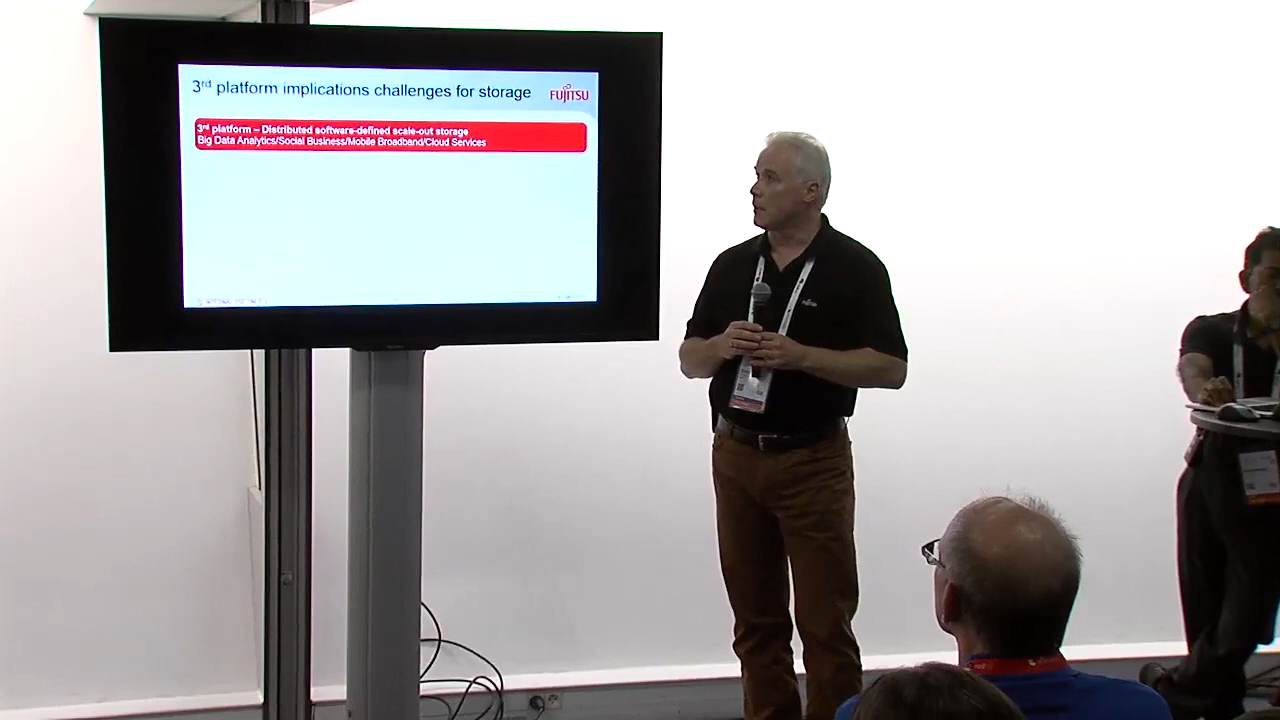 3rd platform implications challenges for storage
FUJITSU
3rd platform – Distributed software-defined scale-out storage
Big Data Analytics/Social Business/Mobile Broadband/Cloud Services